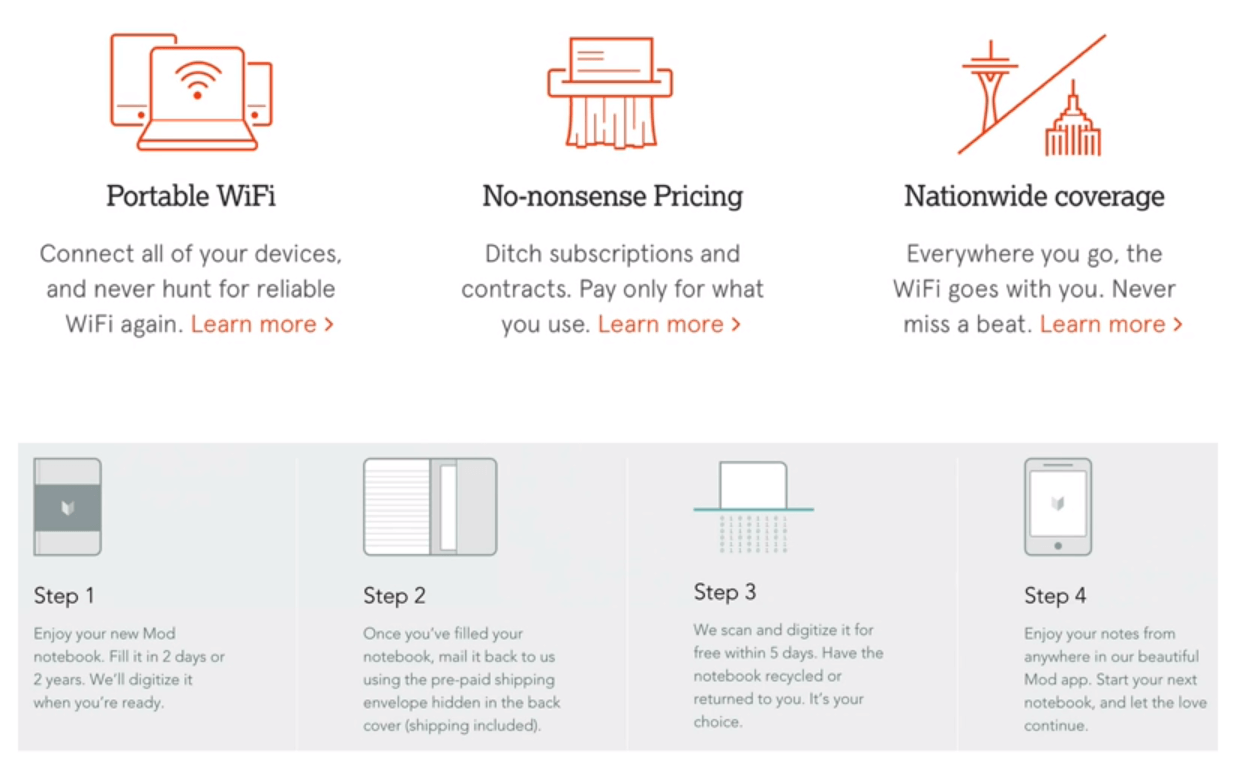 Portable WiFi
Connect all of your devices,
and never hunt for reliable
WiFi again. Learn more >
No-nonsense Pricing
Ditch subscriptions and
contracts. Pay only for what
you use. Learn more >
Nationwide coverage
Everywhere you go, the
WiFi goes with you. Never
miss a beat. Learn more >
Step 1
Enjoy your new Mod
notebook. Fill it in 2 days or
2 years. We'll digitize it
when you're ready.
Step 2
Once you've filled your
notebook, mail it back to us
using the pre-paid shipping
envelope hidden in the back
cover (shipping included).
Step 3
We scan and digitize it for
free within 5 days. Have the
notebook recycled or
returned to you. It's your
choice.
Step 4
Enjoy your notes from
anywhere in our beautiful
Mod app. Start your next
notebook, and let the love
continue.